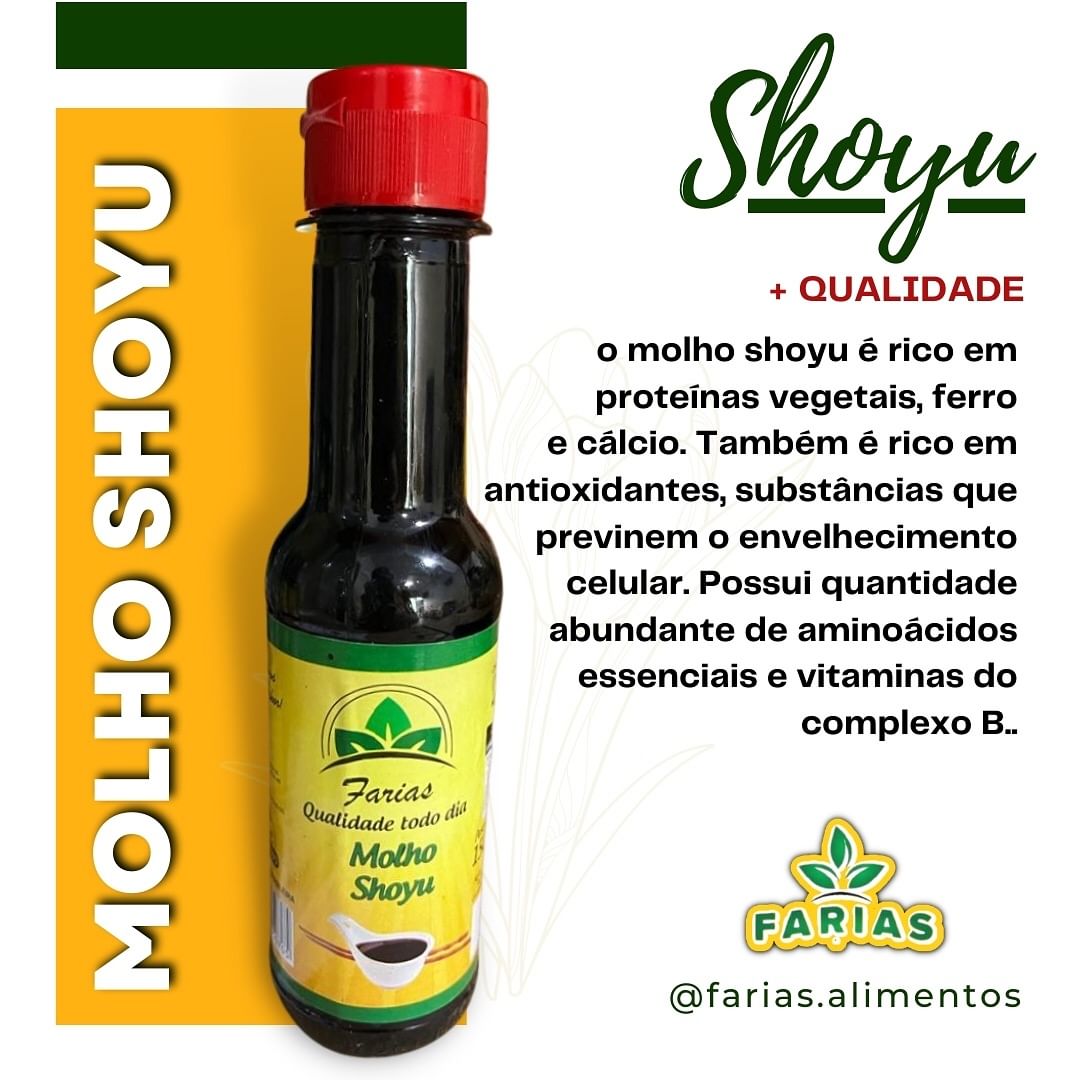 MOLHO SHOYU
Shoyu
+ QUALIDADE
o molho shoyu é rico em
proteínas vegetais, ferro
e cálcio. Também é rico em
antioxidantes, substâncias que
previnem o envelhecimento
celular. Possui quantidade
abundante de aminoácidos
essenciais e vitaminas do
complexo B..
Farias
Qualidade todo dia
Molho
Shoyu
FARIAS
@farias.alimentos